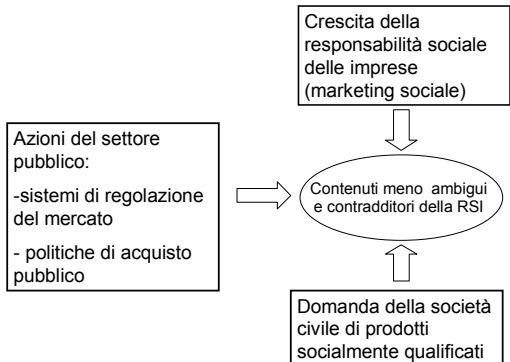 Crescita della
responsabilità sociale
delle imprese
(marketing sociale)
Azioni del settore
pubblico:
-sistemi di regolazione
del mercato
- politiche di acquisto
pubblico
Contenuti meno ambigui
e contradditori della RSI
Domanda della società
civile di prodotti
socialmente qualificati